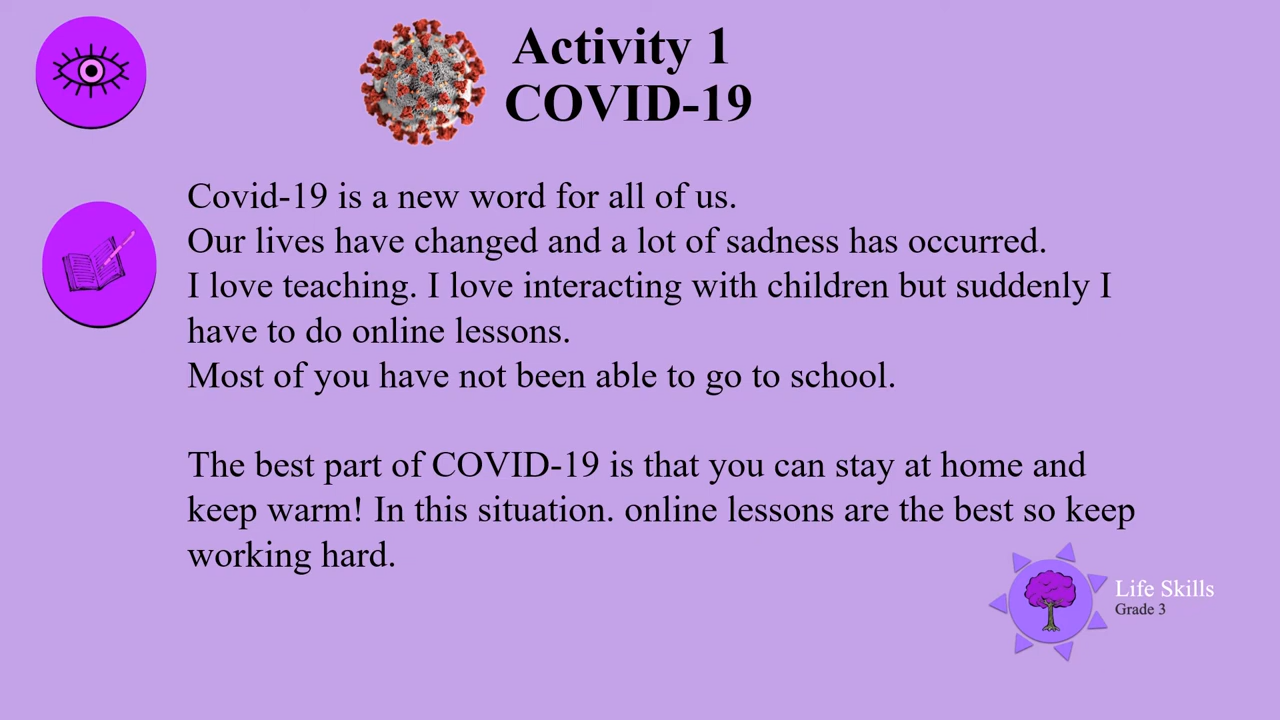 Activity 1
COVID-19
Covid-19 is a new word for all of us.
Our lives have changed and a lot of sadness has occurred.
I love teaching. I love interacting with children but suddenly I
have to do online lessons.
Most of you have not been able to go to school.
The best part of COVID-19 is that you can stay at home and
keep warm! In this situation. online lessons are the best so keep
working hard.
Life Skills
Grade 3